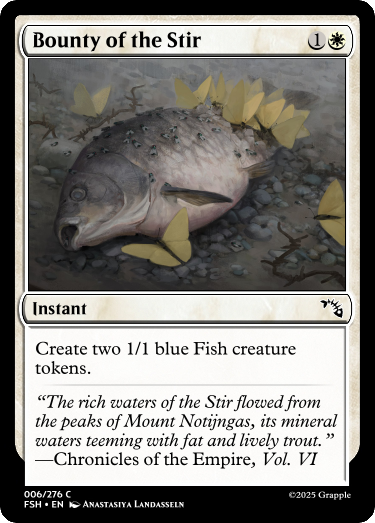 Bounty of the Stir 1
Instant
Create two 1/1 blue Fish creature
tokens.
“The rich waters of the Stir flowed from
the peaks of Mount Notijngas, its mineral
waters teeming with fat and lively trout.”
—Chronicles of the Empire, Vol. VI
006/276 C
FSH • EN Anastasiya Landasseln
©2025 Grapple